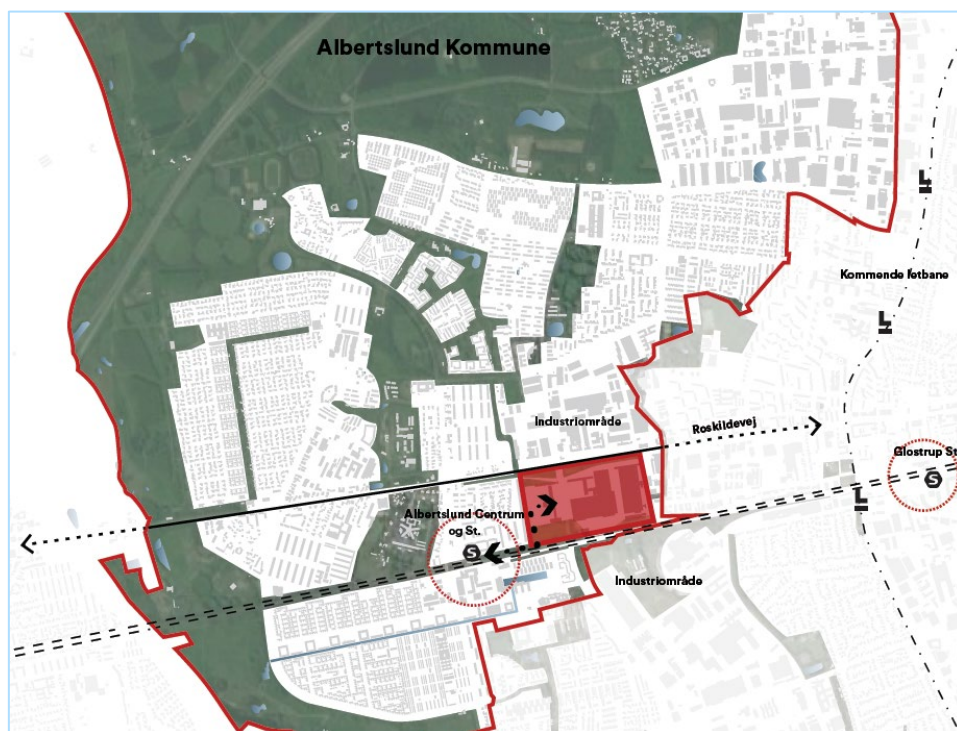 Albertslund Kommune
Kommende letbane
L
L
Industriområde
Roskildevej
Glostrup St
S
L
Albertslund Centrum
og St.
S
Industriområde